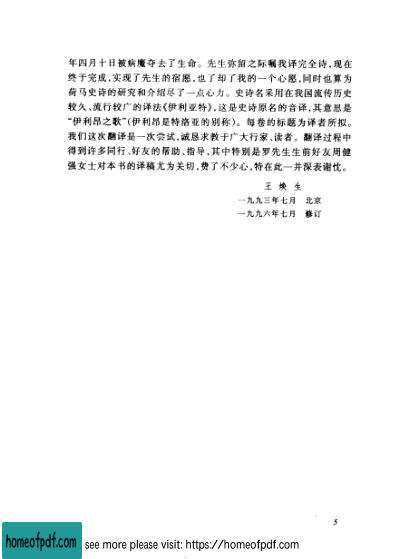 年四月十日被病魔夺去了生命。先生弥留之际嘱我译完全诗，现在
终于完成，实现了先生的宿愿，也了却了我的一个心愿，同时也算为
荷马史诗的研究和介绍尽了一点心力。史诗名采用在我国流传历史
较久、流行较广的译法《伊利亚特》，这是史诗原名的音译，其意思是
“伊利昂之歌”（伊利昂是特洛亚的别称）。每卷的标题为译者所拟。
我们这次翻译是一次尝试，诚恳求教于广大行家、读者。翻译过程中
得到许多同行、好友的帮助、指导，其中特别是罗先生生前好友周健
强女士对本书的译稿尤为关切，费了不少心，特在此一并深表谢忱。
王 焕 生
一九九三年七月 北京
一九九六年七月 修订
5
homeofpdf.com see more please visit: https://homeofpdf.com